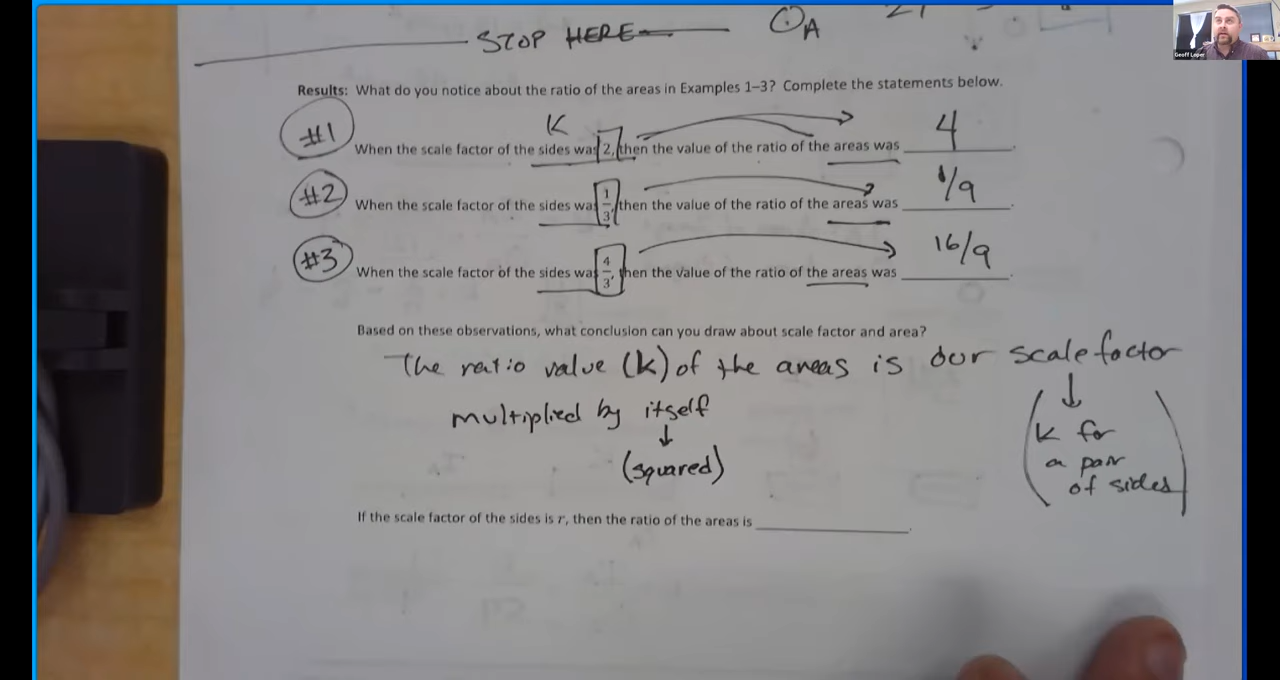 STOP HERE
A
Results: What do you notice about the ratio of the areas in Examples 1–3? Complete the statements below.
K
#1 When the scale factor of the sides was 2, then the value of the ratio of the areas was 4.
#2 When the scale factor of the sides was 1/3, then the value of the ratio of the areas was 1/9.
#3 When the scale factor of the sides was 4/3, then the value of the ratio of the areas was 16/9.
Based on these observations, what conclusion can you draw about scale factor and area?
The ratio value (k) of the areas is our scale factor
multiplied by itself
(squared)
(K for
a pair
of sides)
If the scale factor of the sides is r, then the ratio of the areas is ________.